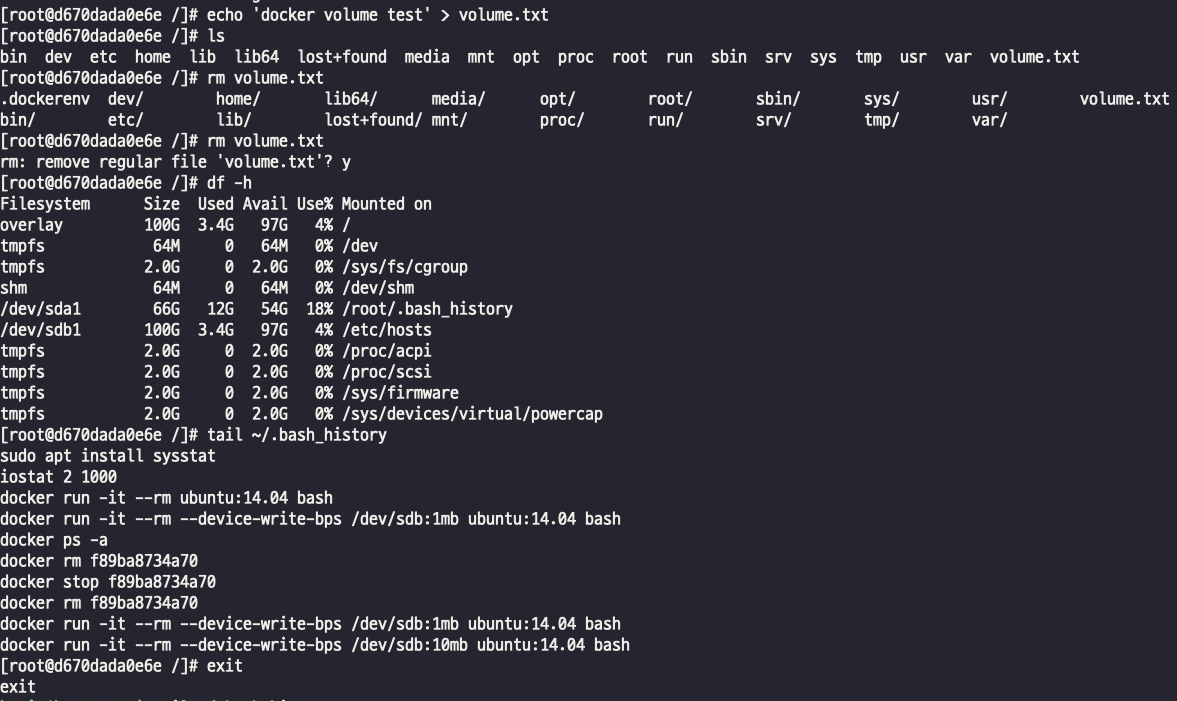 [root@d670dada0e6e /]# echo 'docker volume test' > volume.txt
[root@d670dada0e6e /]# ls
bin  dev  etc  home  lib  lib64  lost+found  media  mnt  opt  proc  root  run  sbin  srv  sys  tmp  usr  var  volume.txt
[root@d670dada0e6e /]# rm volume.txt
.dockerenv  dev/        home/       lib64/      media/      opt/        root/       sbin/       sys/        usr/        volume.txt
bin/        etc/        lib/        lost+found/ mnt/        proc/       run/        srv/        tmp/        var/
[root@d670dada0e6e /]# rm volume.txt
rm: remove regular file 'volume.txt'? y
[root@d670dada0e6e /]# df -h
Filesystem      Size  Used Avail Use% Mounted on
overlay         100G  3.4G   97G   4% /
tmpfs            64M     0   64M   0% /dev
tmpfs           2.0G     0  2.0G   0% /sys/fs/cgroup
shm              64M     0   64M   0% /dev/shm
/dev/sda1        66G   12G   54G  18% /root/.bash_history
/dev/sdb1       100G  3.4G   97G   4% /etc/hosts
tmpfs           2.0G     0  2.0G   0% /proc/acpi
tmpfs           2.0G     0  2.0G   0% /proc/scsi
tmpfs           2.0G     0  2.0G   0% /sys/firmware
tmpfs           2.0G     0  2.0G   0% /sys/devices/virtual/powercap
[root@d670dada0e6e /]# tail ~/.bash_history
sudo apt install sysstat
iostat 2 1000
docker run -it --rm ubuntu:14.04 bash
docker run -it --rm --device-write-bps /dev/sdb:1mb ubuntu:14.04 bash
docker ps -a
docker rm f89ba8734a70
docker stop f89ba8734a70
docker rm f89ba8734a70
docker run -it --rm --device-write-bps /dev/sdb:1mb ubuntu:14.04 bash
docker run -it --rm --device-write-bps /dev/sdb:10mb ubuntu:14.04 bash
[root@d670dada0e6e /]# exit
exit